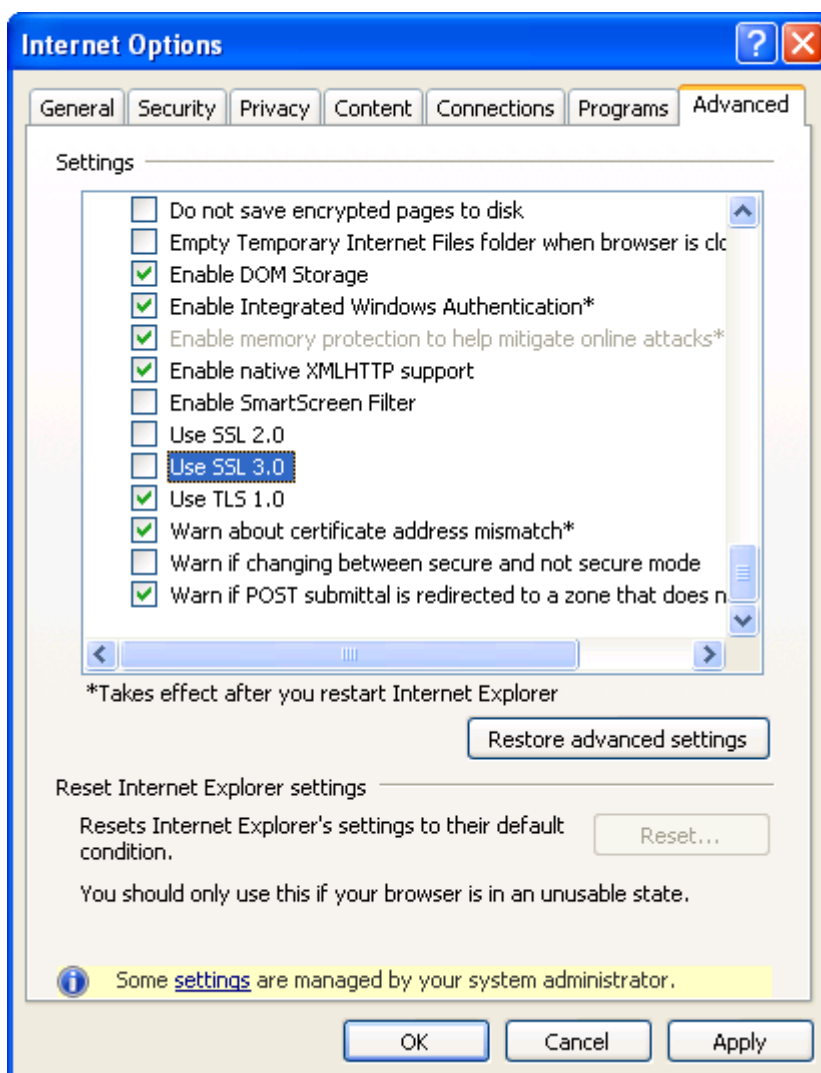 Internet Options
General Security Privacy Content Connections Programs Advanced
Settings
Do not save encrypted pages to disk
Empty Temporary Internet Files folder when browser is clo
Enable DOM Storage
Enable Integrated Windows Authentication*
Enable memory protection to help mitigate online attacks*
Enable native XMLHTTP support
Enable SmartScreen Filter
Use SSL 2.0
Use SSL 3.0
Use TLS 1.0
Warn about certificate address mismatch*
Warn if changing between secure and not secure mode
Warn if POST submittal is redirected to a zone that does n
*Takes effect after you restart Internet Explorer
Restore advanced settings
Reset Internet Explorer settings
Resets Internet Explorer's settings to their default
condition.
Reset...
You should only use this if your browser is in an unusable state.
Some settings are managed by your system administrator.
OK Cancel Apply